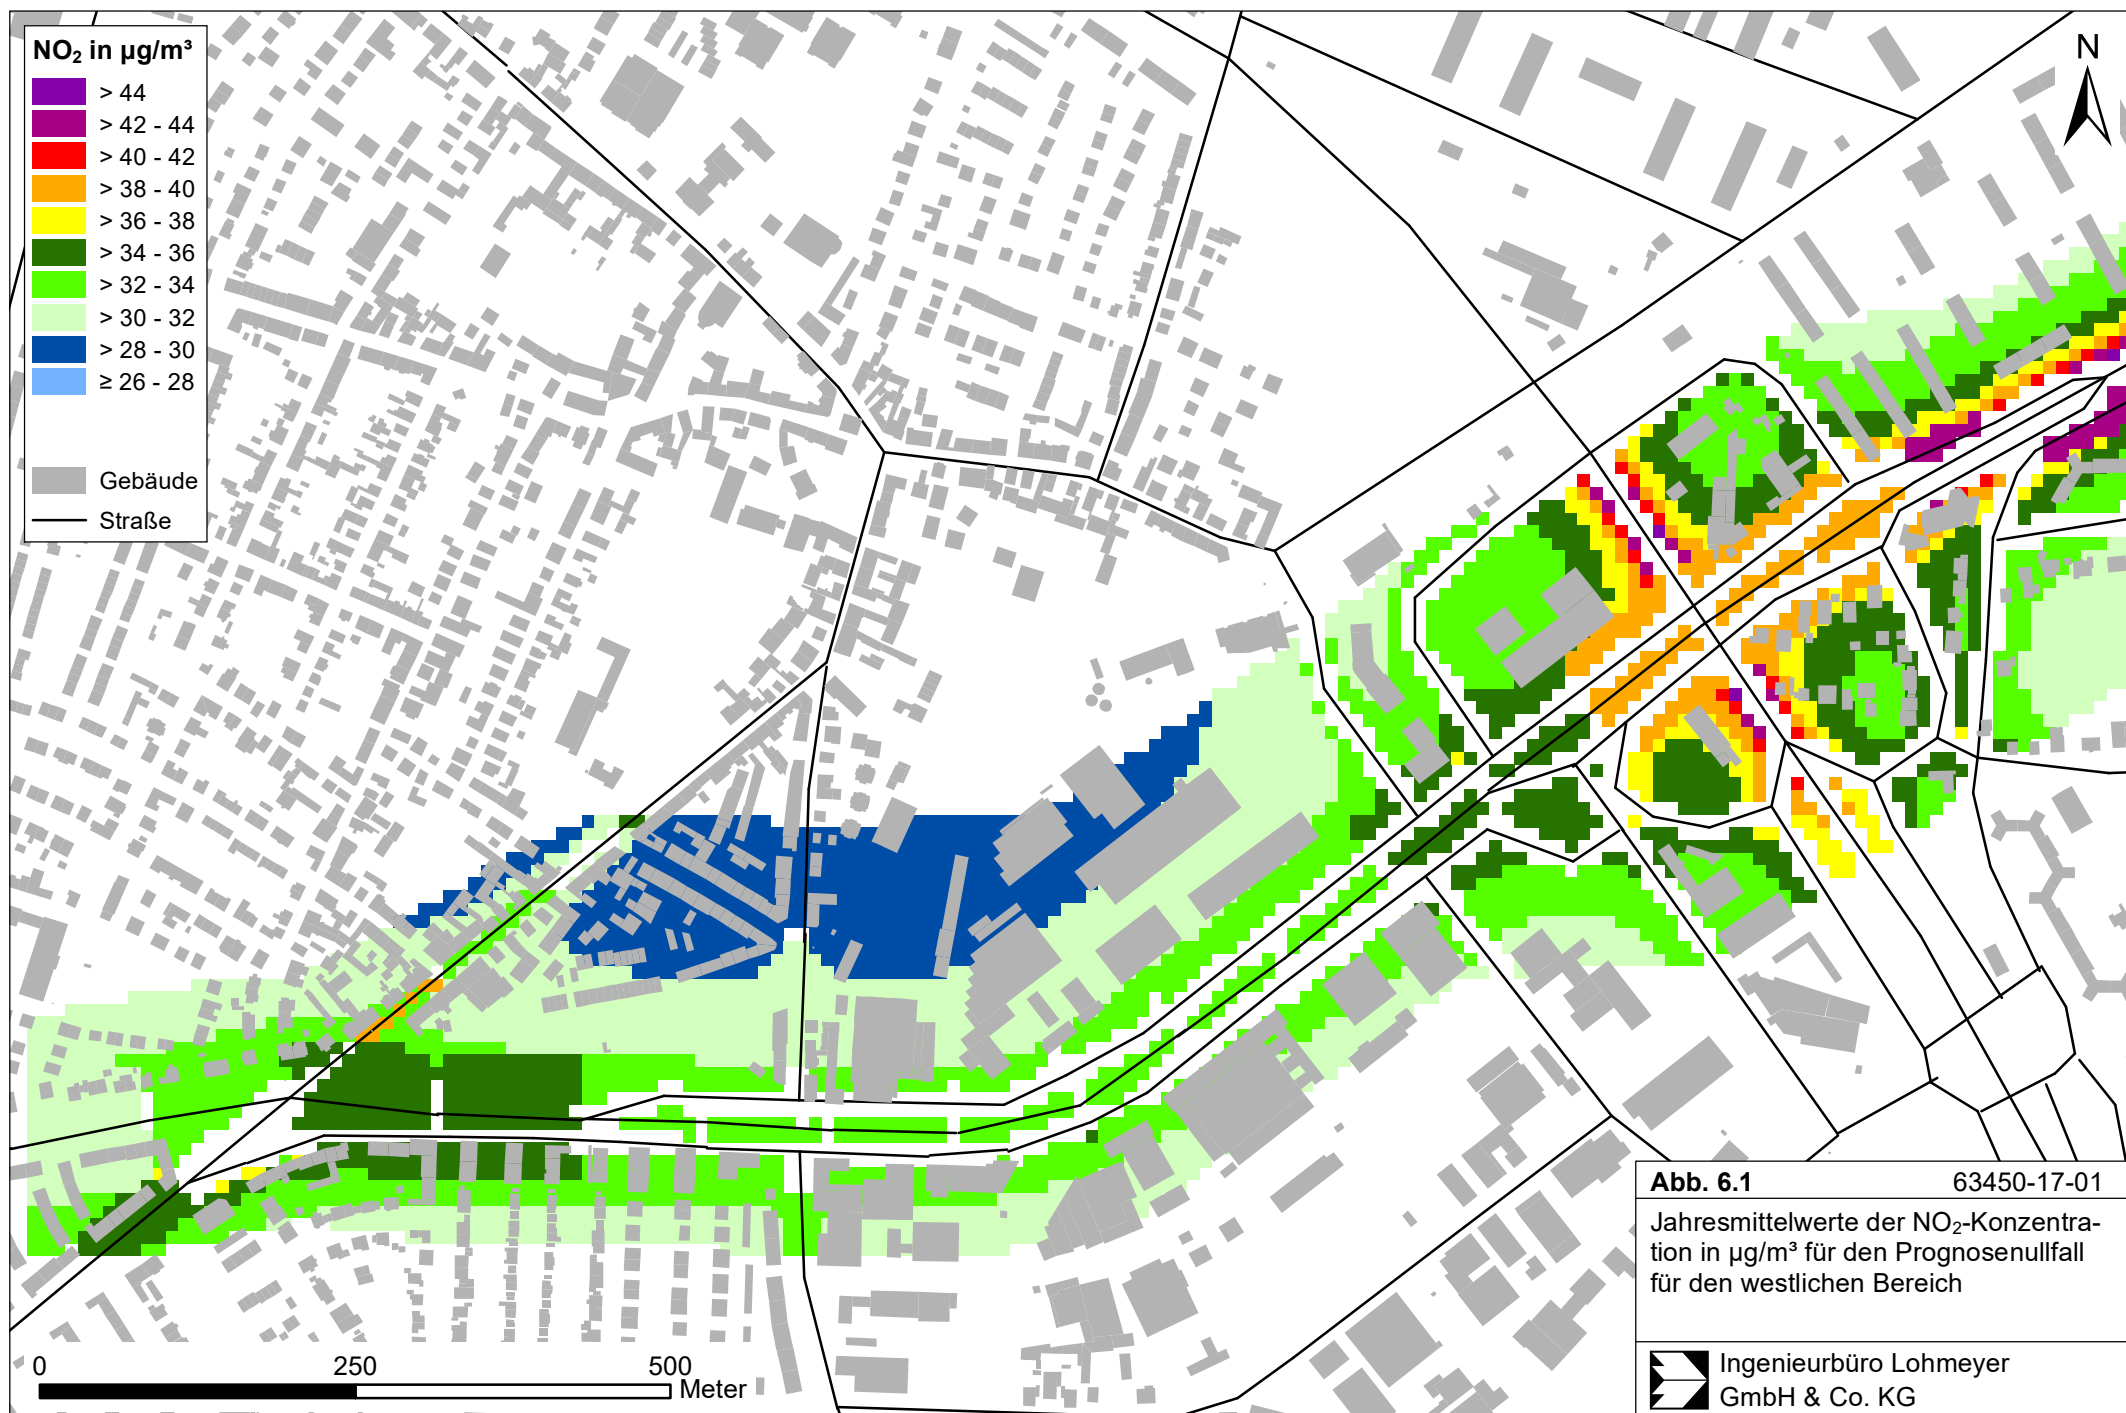 NO₂ in µg/m³
> 44
> 42 - 44
> 40 - 42
> 38 - 40
> 36 - 38
> 34 - 36
> 32 - 34
> 30 - 32
> 28 - 30
≥ 26 - 28
Gebäude
Straße
N
0 250 500
Meter
Abb. 6.1 63450-17-01
Jahresmittelwerte der NO₂-Konzentra-
tion in µg/m³ für den Prognosenullfall
für den westlichen Bereich
Ingenieurbüro Lohmeyer
GmbH & Co. KG